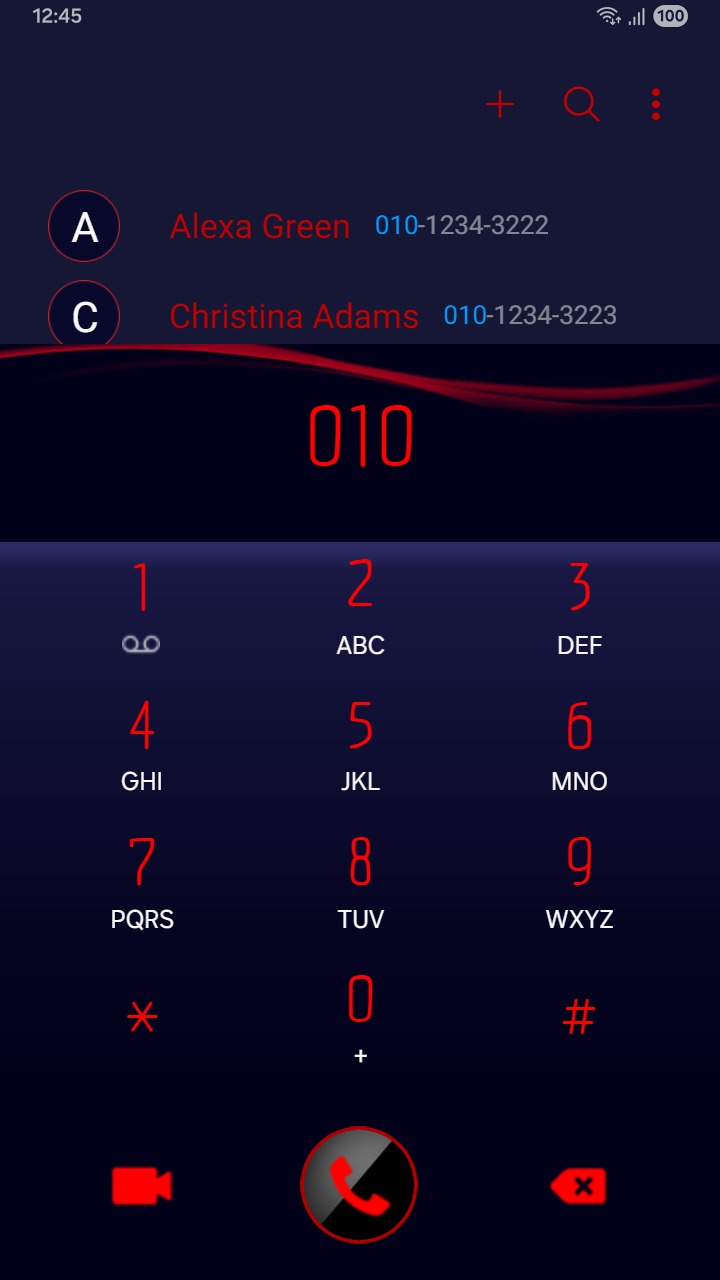 12:45 100
A Alexa Green 010-1234-3222
C Christina Adams 010-1234-3223
010
1 2 3
ABC DEF
4 5 6
GHI JKL MNO
7 8 9
PQRS TUV WXYZ
* 0 #
+